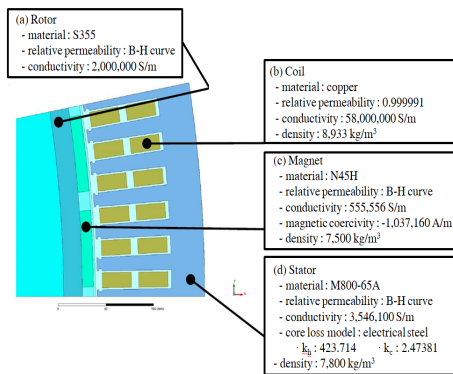 (a) Rotor
- material : S355
- relative permeability : B-H curve
- conductivity : 2,000,000 S/m
(b) Coil
- material : copper
- relative permeability : 0.999991
- conductivity : 58,000,000 S/m
- density : 8,933 kg/m³
(c) Magnet
- material : N45H
- relative permeability : B-H curve
- conductivity : 555,556 S/m
- magnetic coercivity : -1,037,160 A/m
- density : 7,500 kg/m³
(d) Stator
- material : M800-65A
- relative permeability : B-H curve
- conductivity : 3,546,100 S/m
- core loss model : electrical steel
· kh : 423.714 · kc : 2.47381
- density : 7,800 kg/m³